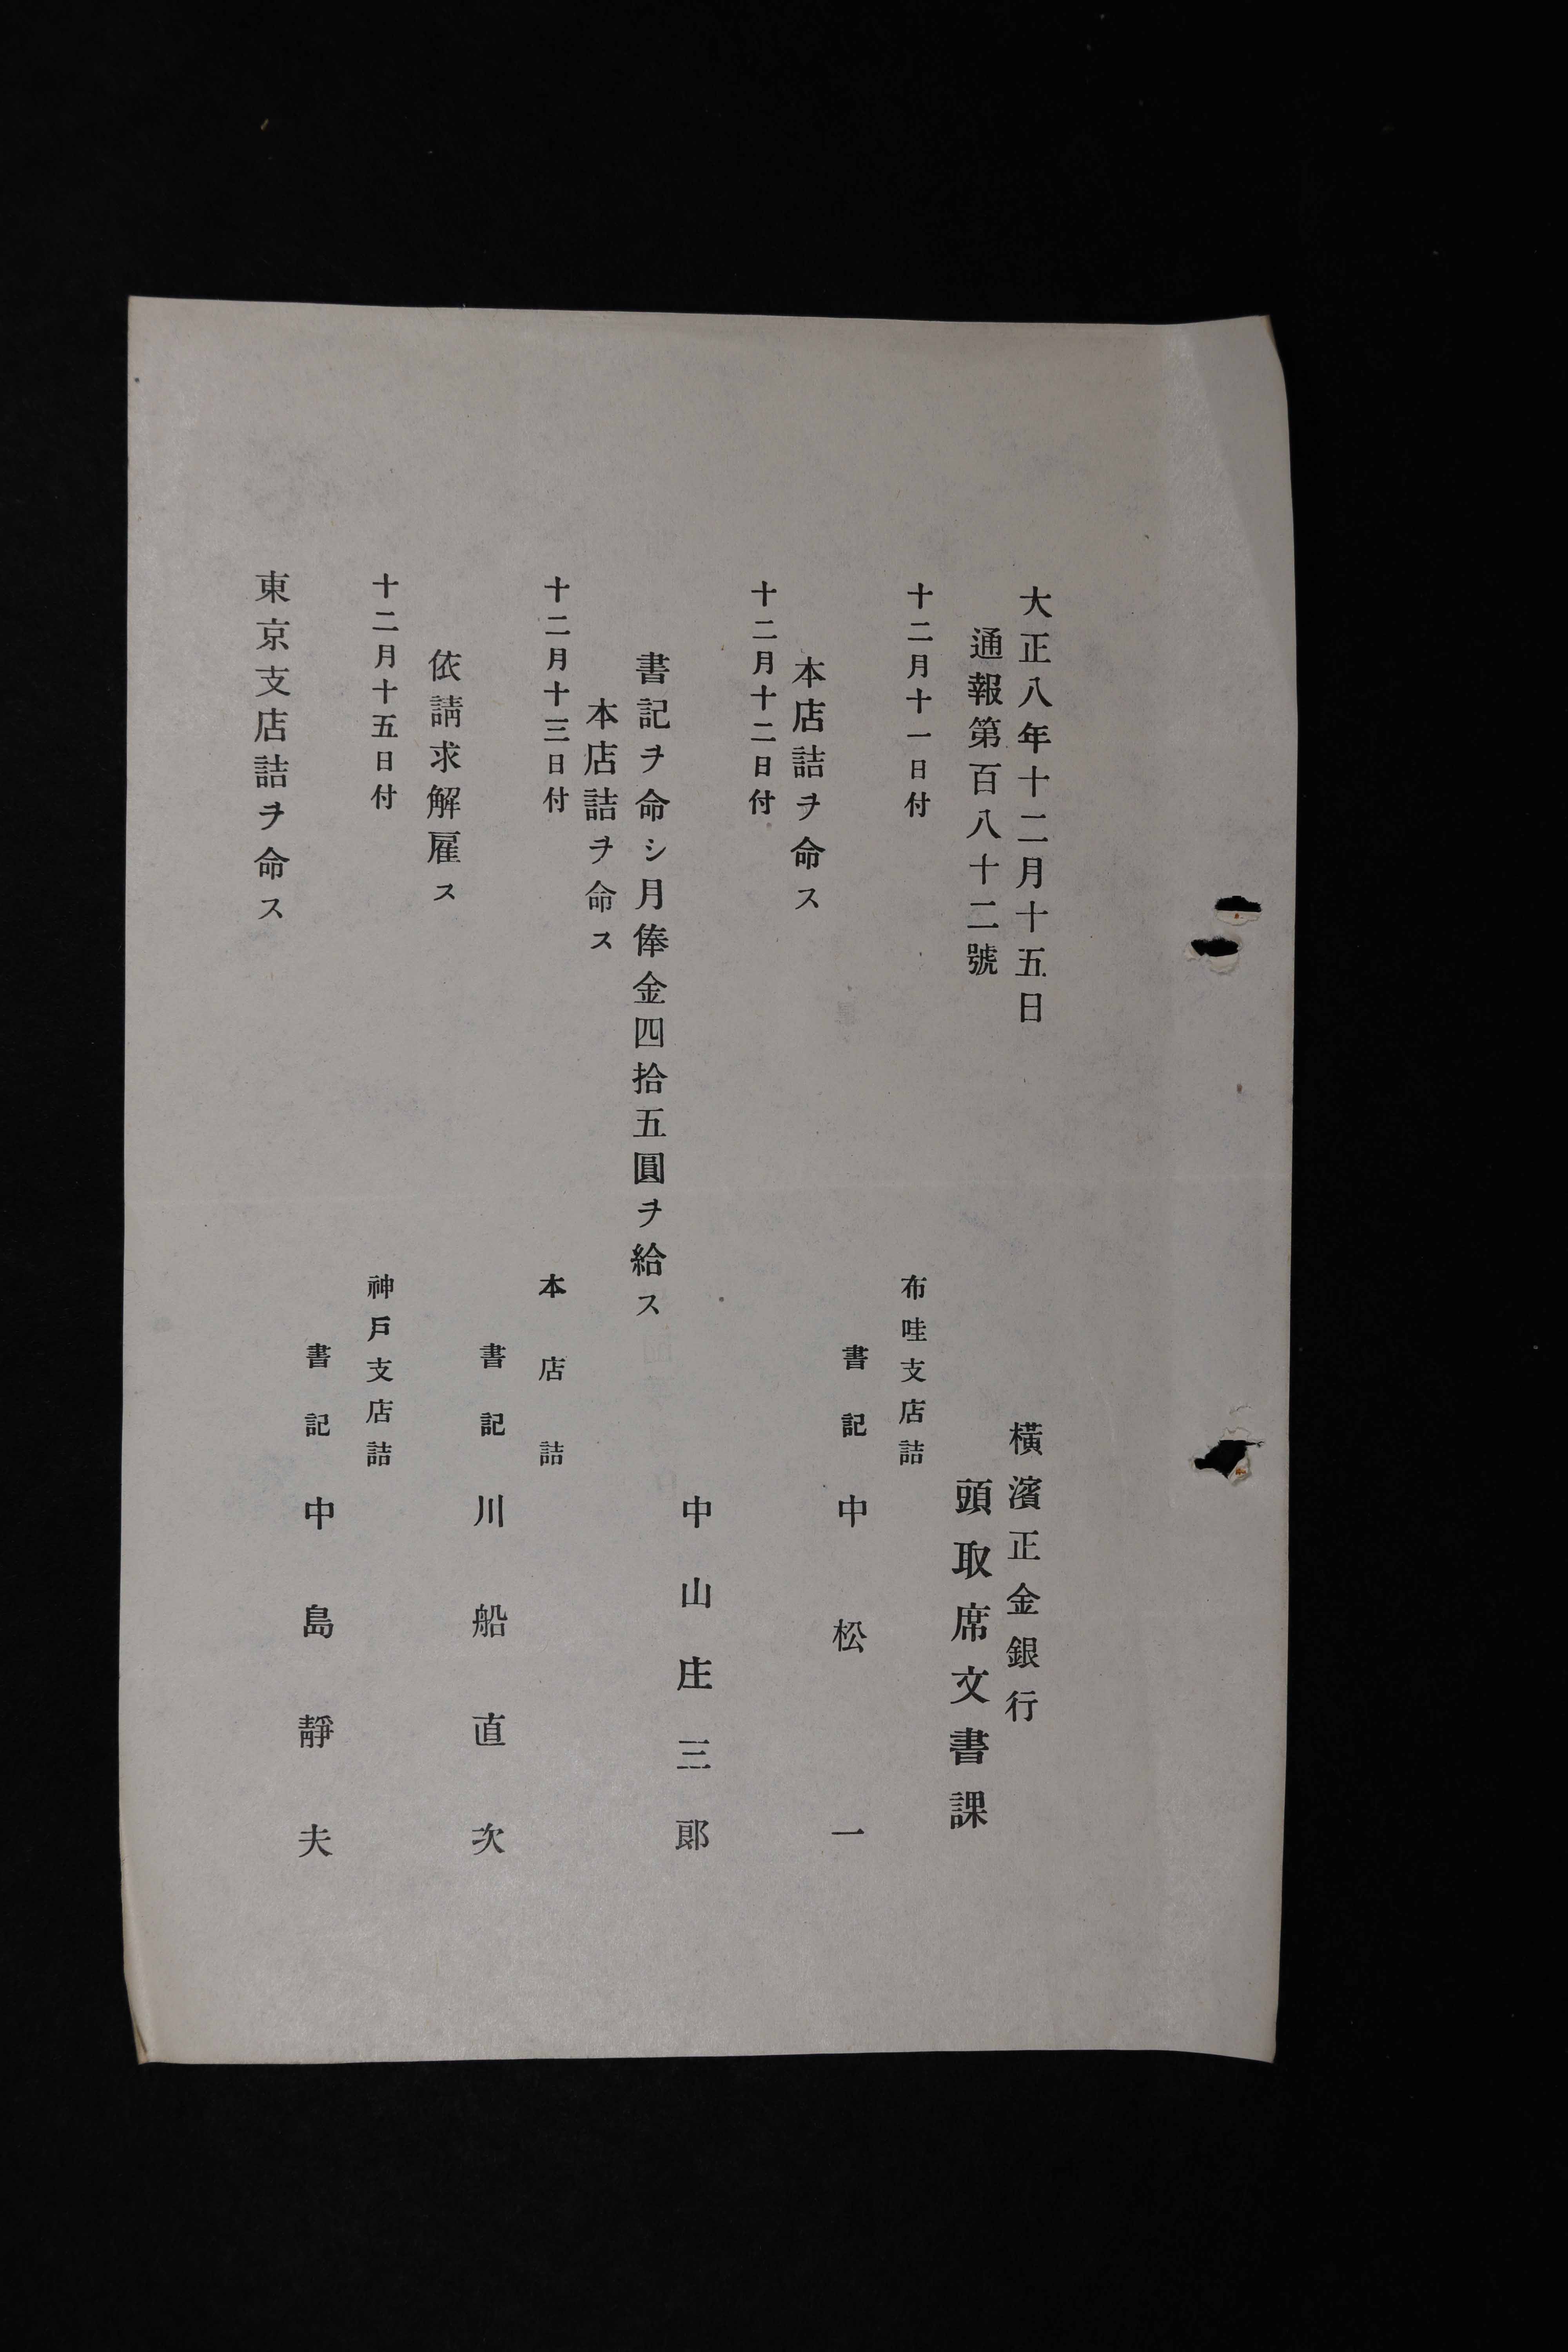 大正八年十二月十五日
橫濱正金銀行
通報第百八十二號
頭取席文書課
十二月十一日付
布哇支店詰
書記 中松一
本店詰ヲ命ス
十二月十二日付
中山庄三郞
書記ヲ命シ月俸金四拾五圓ヲ給ス
本店詰ヲ命ス
十二月十三日付
本店詰
書記 川船直次
依請求解雇ス
十二月十五日付
神戶支店詰
書記 中島靜夫
東京支店詰ヲ命ス